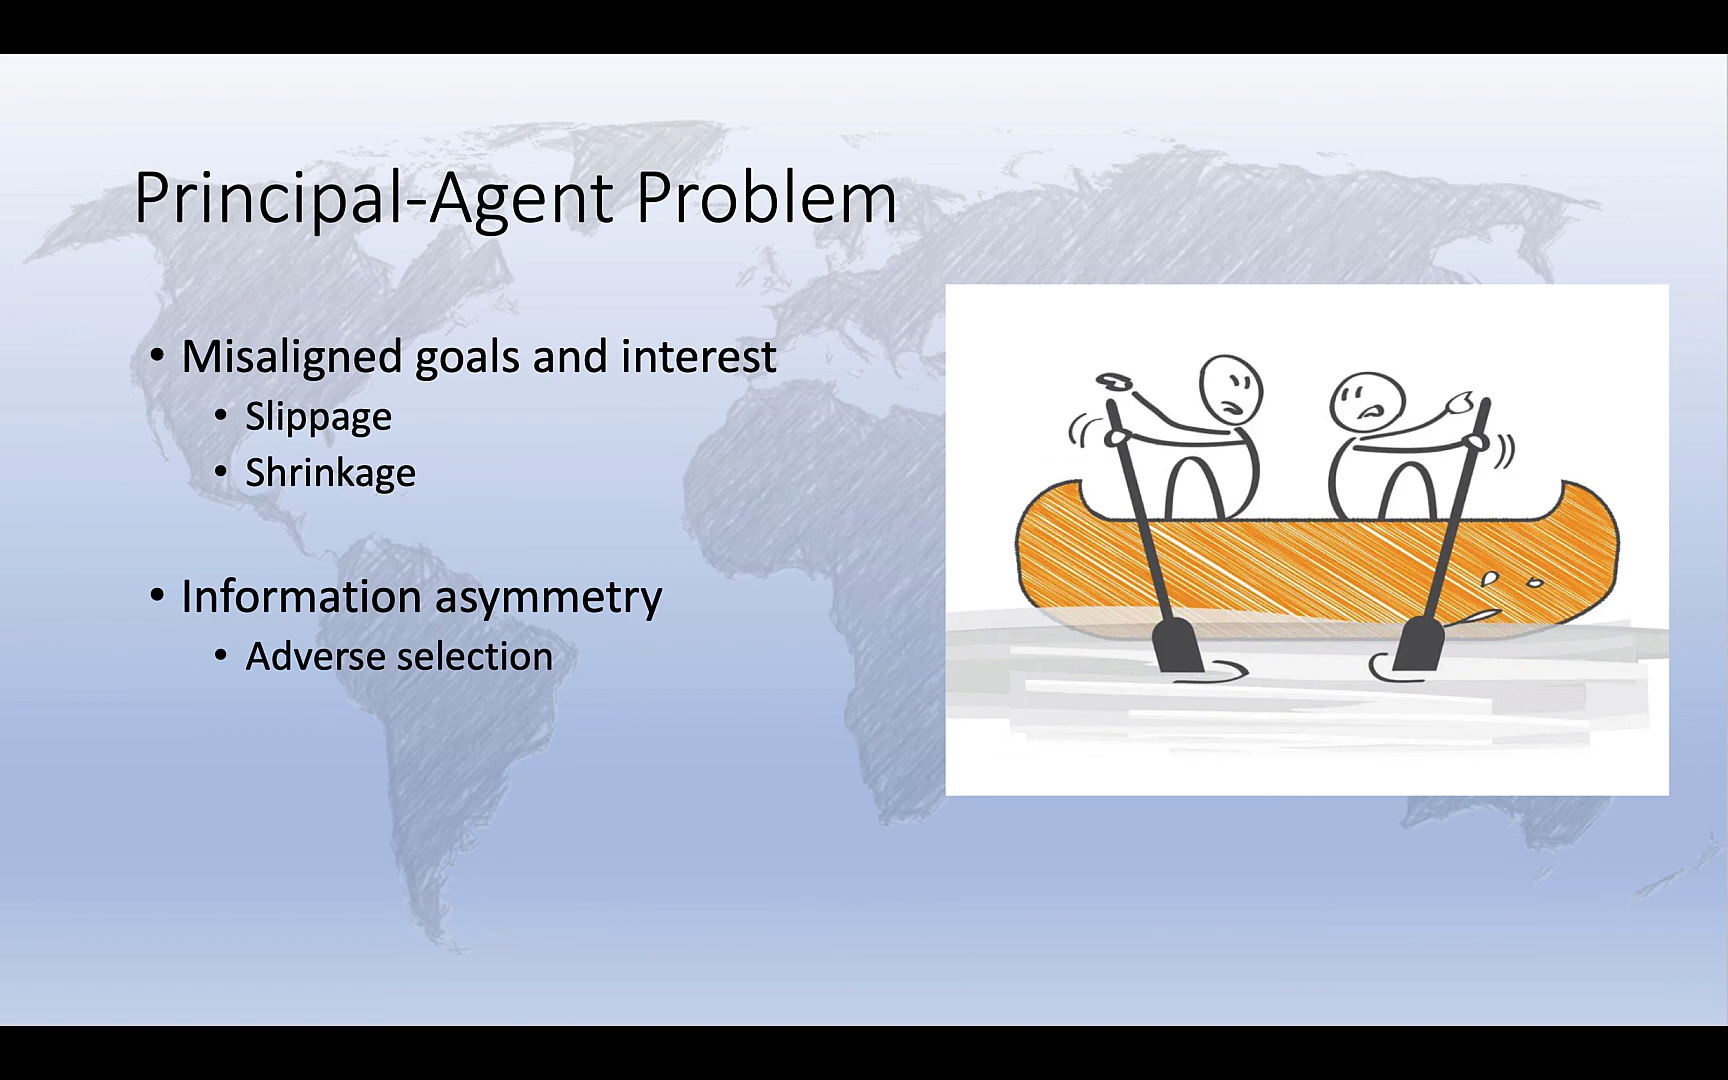 Principal-Agent Problem
• Misaligned goals and interest
• Slippage
• Shrinkage
• Information asymmetry
• Adverse selection